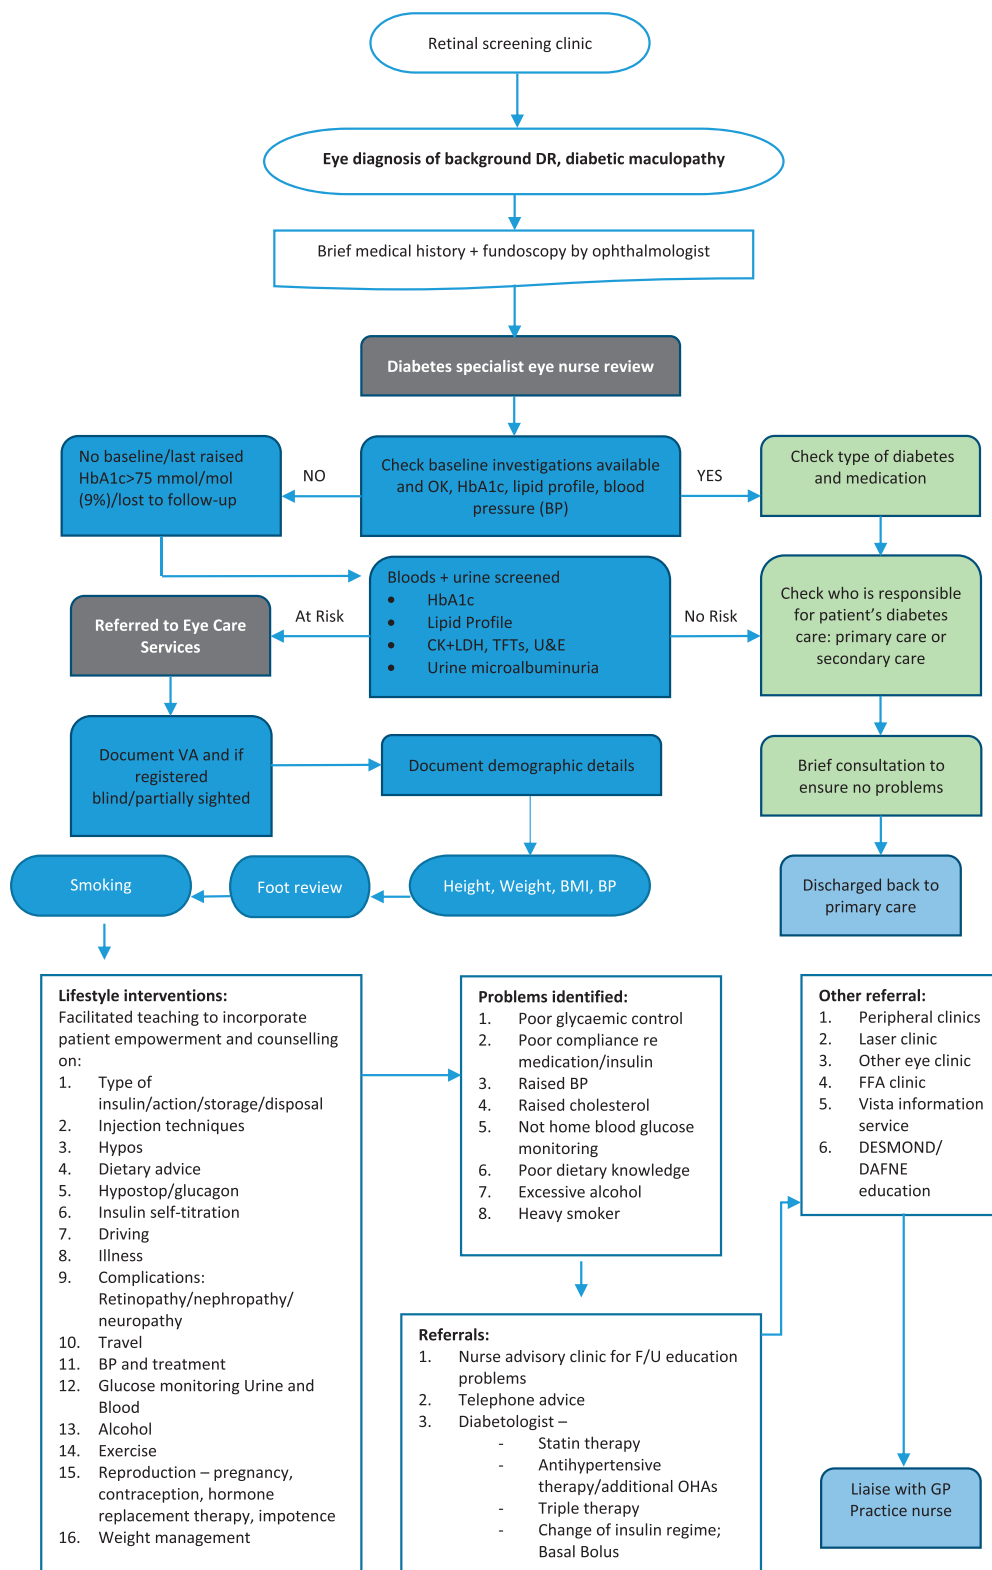 Retinal screening clinic
Eye diagnosis of background DR, diabetic maculopathy
Brief medical history + fundoscopy by ophthalmologist
Diabetes specialist eye nurse review
No baseline/last raised
HbA1c>75 mmol/mol
(9%)/lost to follow-up
NO
Check baseline investigations available
and OK, HbA1c, lipid profile, blood
pressure (BP)
YES
Check type of diabetes
and medication
Bloods + urine screened
• HbA1c
• Lipid Profile
• CK+LDH, TFTs, U&E
• Urine microalbuminuria
At Risk
No Risk
Referred to Eye Care
Services
Check who is responsible
for patient's diabetes
care: primary care or
secondary care
Document VA and if
registered
blind/partially sighted
Document demographic details
Brief consultation to
ensure no problems
Smoking
Foot review
Height, Weight, BMI, BP
Discharged back to
primary care
Lifestyle interventions:
Facilitated teaching to incorporate
patient empowerment and counselling
on:
1. Type of
insulin/action/storage/disposal
2. Injection techniques
3. Hypos
4. Dietary advice
5. Hypostop/glucagon
6. Insulin self-titration
7. Driving
8. Illness
9. Complications:
Retinopathy/nephropathy/
neuropathy
10. Travel
11. BP and treatment
12. Glucose monitoring Urine and
Blood
13. Alcohol
14. Exercise
15. Reproduction – pregnancy,
contraception, hormone
replacement therapy, impotence
16. Weight management
Problems identified:
1. Poor glycaemic control
2. Poor compliance re
medication/insulin
3. Raised BP
4. Raised cholesterol
5. Not home blood glucose
monitoring
6. Poor dietary knowledge
7. Excessive alcohol
8. Heavy smoker
Other referral:
1. Peripheral clinics
2. Laser clinic
3. Other eye clinic
4. FFA clinic
5. Vista information
service
6. DESMOND/
DAFNE
education
Referrals:
1. Nurse advisory clinic for F/U education
problems
2. Telephone advice
3. Diabetologist –
- Statin therapy
- Antihypertensive
therapy/additional OHAs
- Triple therapy
- Change of insulin regime;
Basal Bolus
Liaise with GP
Practice nurse